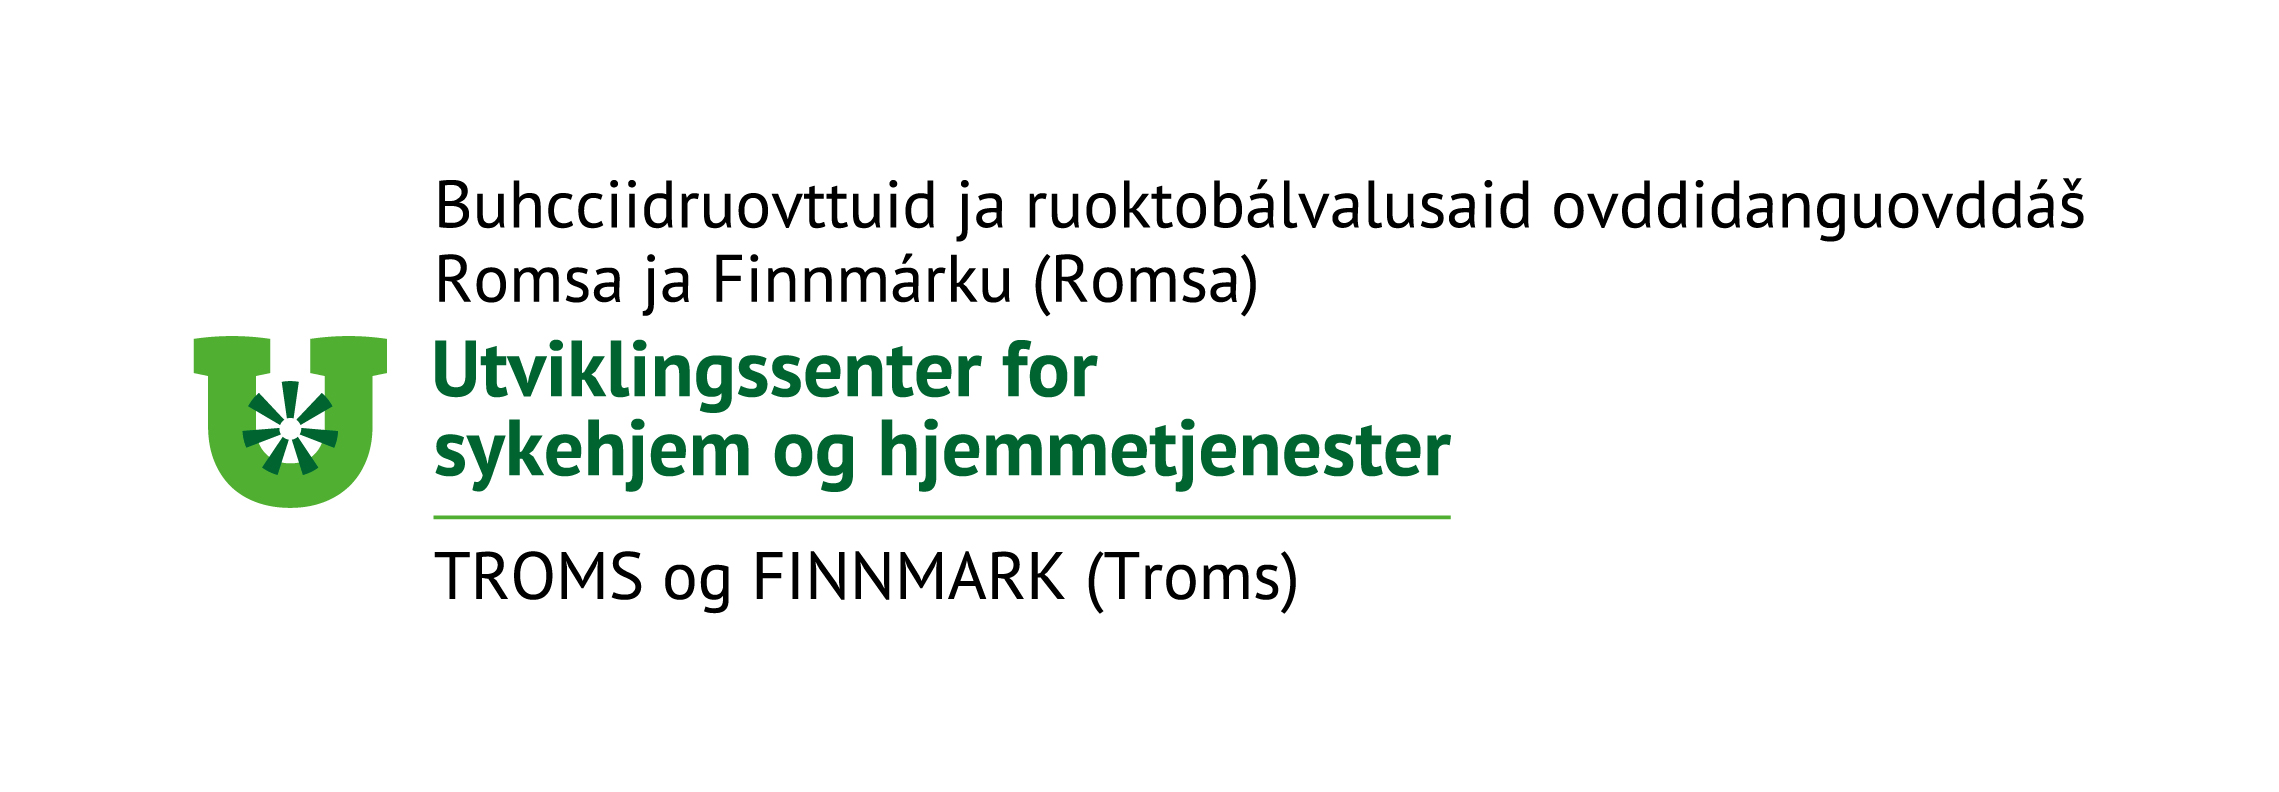 Buhcciidruovttuid ja ruoktobálvalusaid ovddidanguovddáš
Romsa ja Finnmárku (Romsa)
Utviklingssenter for
sykehjem og hjemmetjenester
TROMS og FINNMARK (Troms)